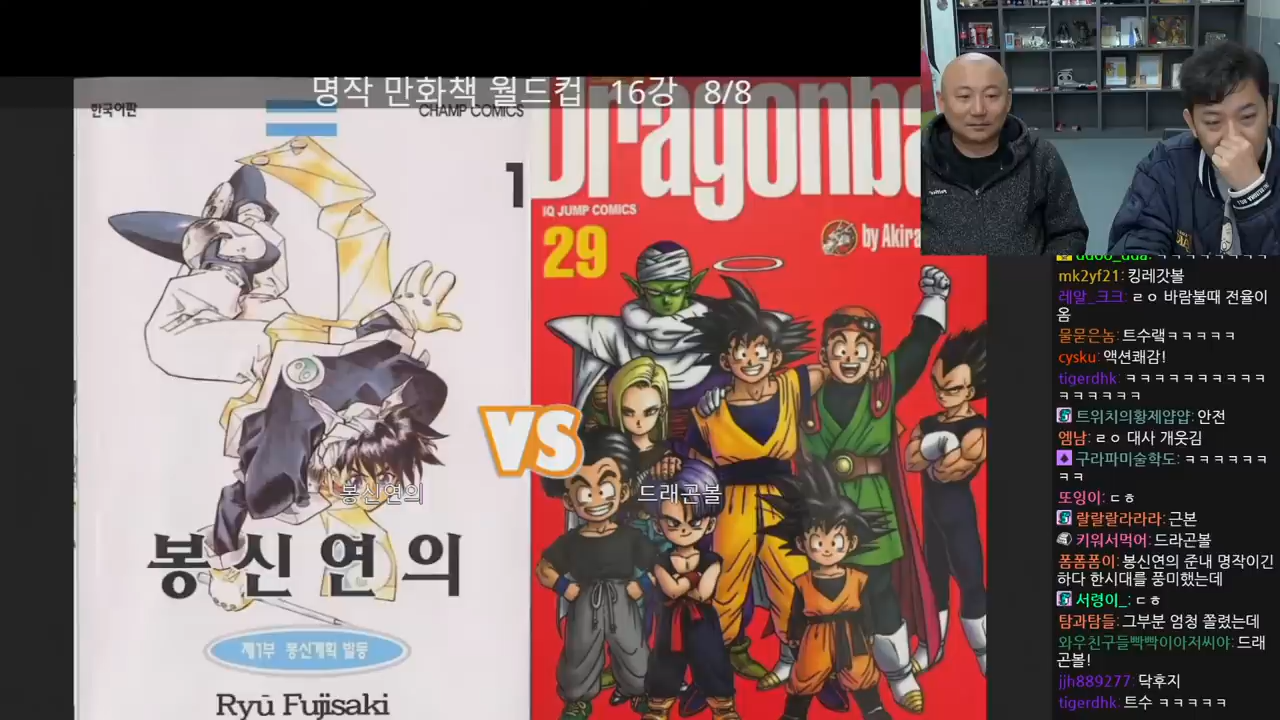 명작 만화책 월드컵 16강 8/8
한국어판
CHAMP COMICS
1
봉신연의
봉신연의
제1부 봉신계획 발동
Ryū Fujisaki
VS
Dragonba
IQ JUMP COMICS
29
by Akira
드래곤볼
mk2yf21: 킹레갓볼
레알_크크: ㄹㅇ 바람불때 전율이
옴
물묻은놈: 트수랰ㅋㅋㅋㅋㅋ
cysku: 액션쾌감!
tigerdhk: ㅋㅋㅋㅋㅋㅋㅋㅋㅋㅋ
ㅋㅋㅋㅋㅋㅋ
트위치의황제얍얍: 안전
엠남: ㄹㅇ 대사 개웃김
구라파미술학도: ㅋㅋㅋㅋㅋㅋ
ㅋㅋ
또잉이: ㄷㅎ
랄랄랄라라라: 근본
키워서먹어: 드라곤볼
폼폼폼이: 봉신연의 준내 명작이긴
하다 한시대를 풍미했는데
서령이_: ㄷㅎ
탐과탐들: 그부분 엄청 쫄렸는데
와우친구들빡빡이아저씨야: 드래
곤볼!
jjh889277: 닥후지
tigerdhk: 트수 ㅋㅋㅋㅋㅋ